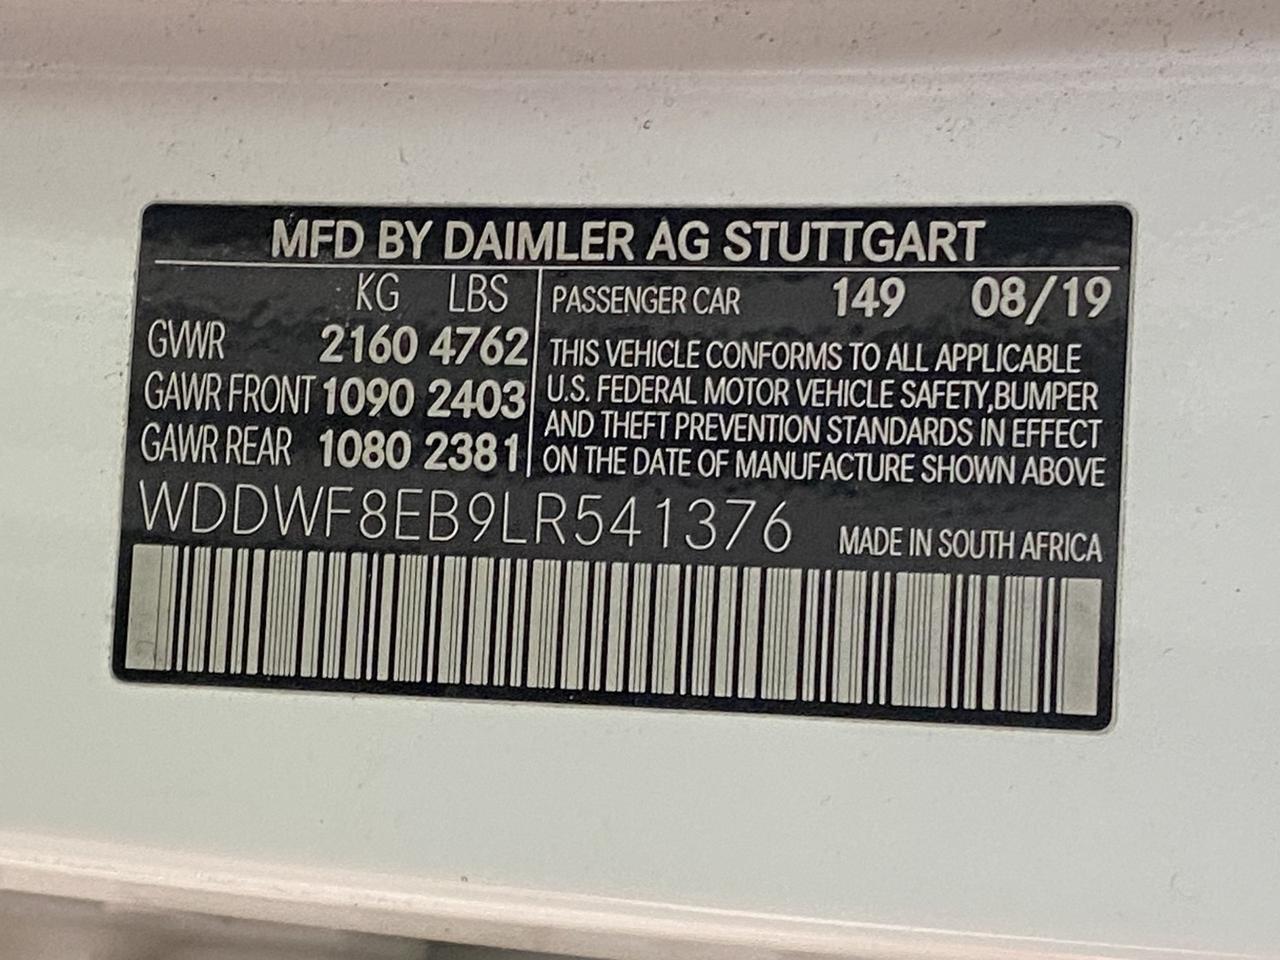 MFD BY DAIMLER AG STUTTGART
KG LBS
GVWR 2160 4762
GAWR FRONT 1090 2403
GAWR REAR 1080 2381
PASSENGER CAR 149 08/19
THIS VEHICLE CONFORMS TO ALL APPLICABLE
U.S. FEDERAL MOTOR VEHICLE SAFETY,BUMPER
AND THEFT PREVENTION STANDARDS IN EFFECT
ON THE DATE OF MANUFACTURE SHOWN ABOVE
WDDWF8EB9LR541376 MADE IN SOUTH AFRICA